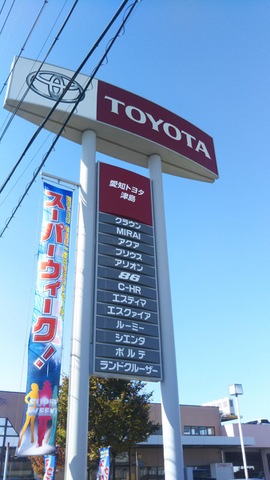 TOYOTA
愛知トヨタ
津島
クラウン
MIRAI
アクア
プリウス
アリオン
86
C-HR
エスティマ
エスクァイア
ルーミー
シエンタ
ポルテ
ランドクルーザー
スーパーウィーク!
SUPER
WEEK!